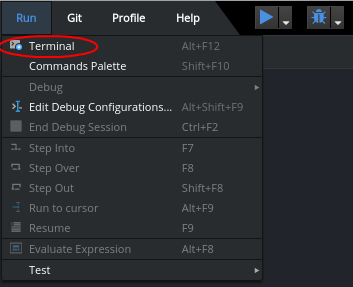 Run Git Profile Help
Terminal Alt+F12
Commands Palette Shift+F10
Debug
Edit Debug Configurations... Alt+Shift+F9
End Debug Session Ctrl+F2
Step Into F7
Step Over F8
Step Out Shift+F8
Run to cursor Alt+F9
Resume F9
Evaluate Expression Alt+F8
Test